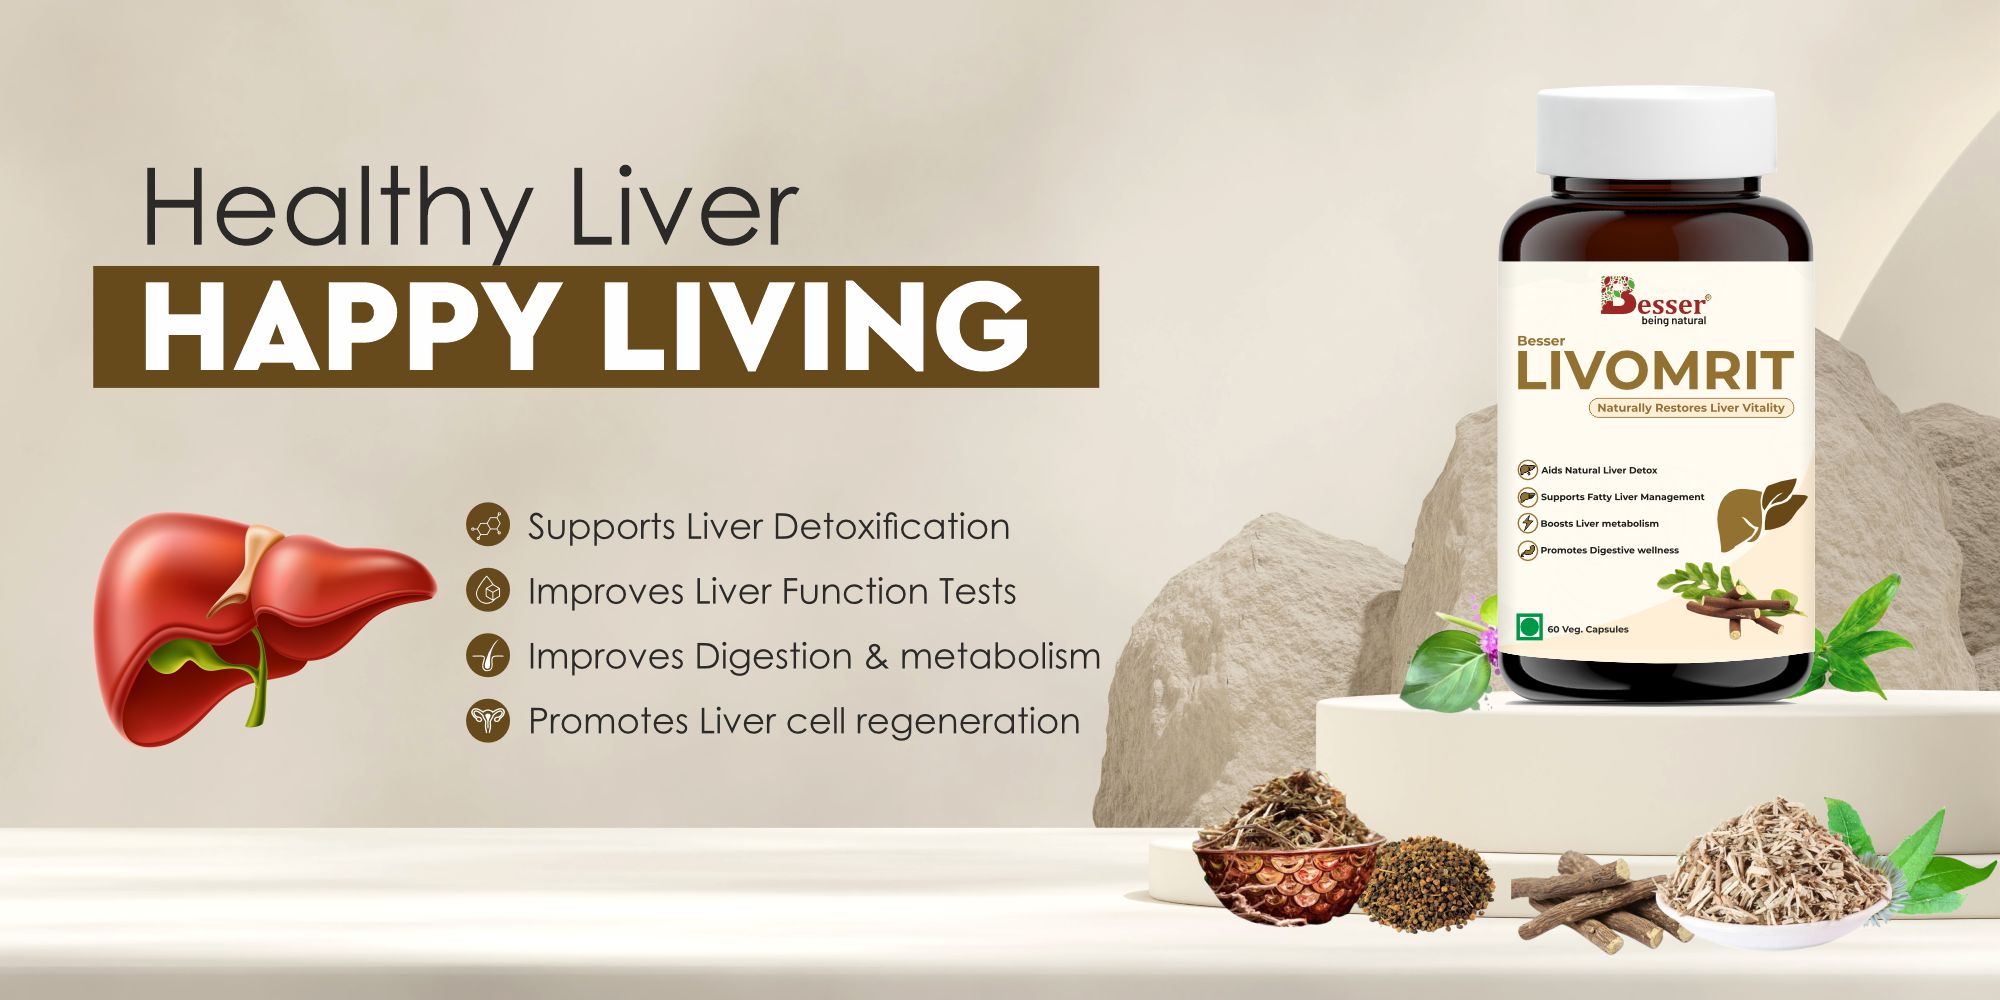 Healthy Liver
HAPPY LIVING
Supports Liver Detoxification
Improves Liver Function Tests
Improves Digestion & metabolism
Promotes Liver cell regeneration
Besser®
being natural
Besser
LIVOMRIT
Naturally Restores Liver Vitality
Aids Natural Liver Detox
Supports Fatty Liver Management
Boosts Liver metabolism
Promotes Digestive wellness
60 Veg. Capsules